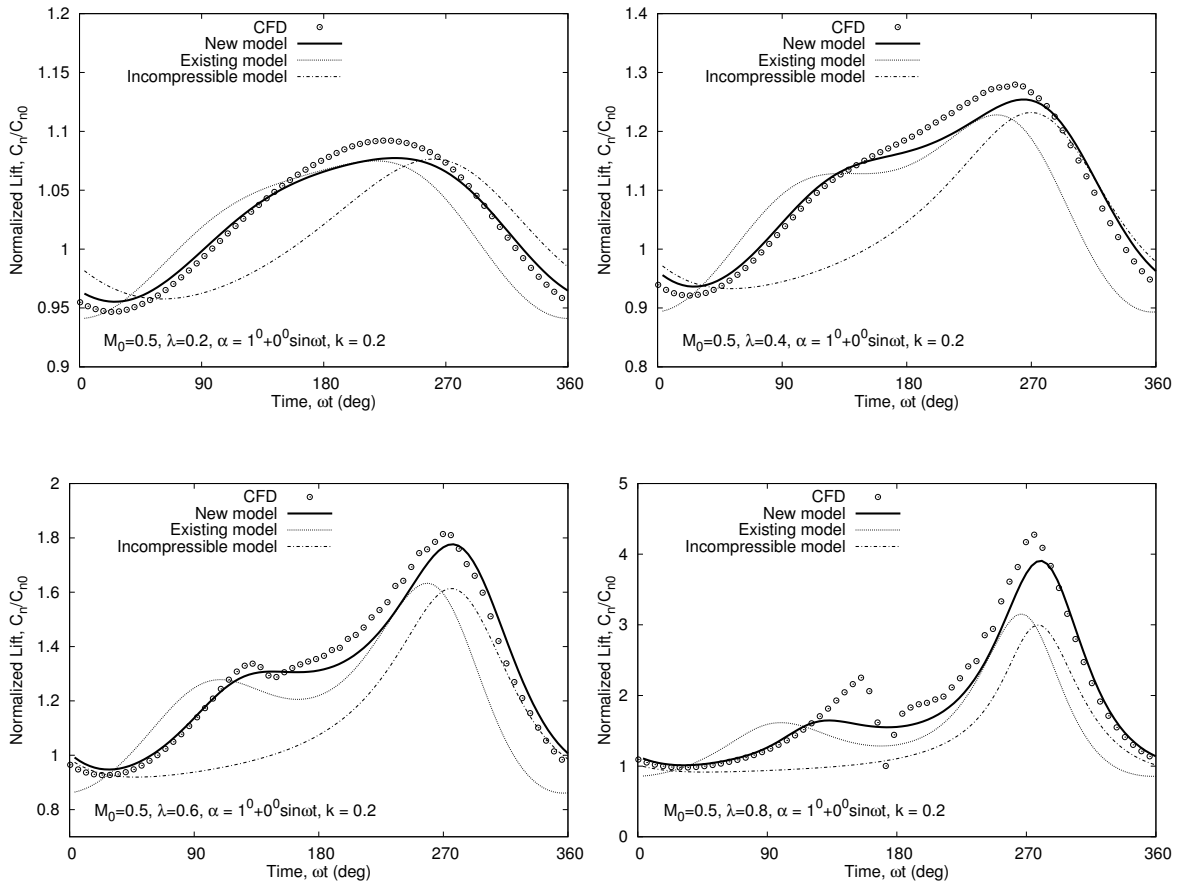 1.2
1.15
1.1
1.05
1
0.95
0.9
0 90 180 270 360
Normalized Lift, Cn/Cn0
Time, ωt (deg)
CFD
New model
Existing model
Incompressible model
M0=0.5, λ=0.2, α = 1⁰+0⁰sinωt, k = 0.2
1.4
1.3
1.2
1.1
1
0.9
0.8
0 90 180 270 360
Normalized Lift, Cn/Cn0
Time, ωt (deg)
CFD
New model
Existing model
Incompressible model
M0=0.5, λ=0.4, α = 1⁰+0⁰sinωt, k = 0.2
2
1.8
1.6
1.4
1.2
1
0.8
0 90 180 270 360
Normalized Lift, Cn/Cn0
Time, ωt (deg)
CFD
New model
Existing model
Incompressible model
M0=0.5, λ=0.6, α = 1⁰+0⁰sinωt, k = 0.2
5
4
3
2
1
0
0 90 180 270 360
Normalized Lift, Cn/Cn0
Time, ωt (deg)
CFD
New model
Existing model
Incompressible model
M0=0.5, λ=0.8, α = 1⁰+0⁰sinωt, k = 0.2